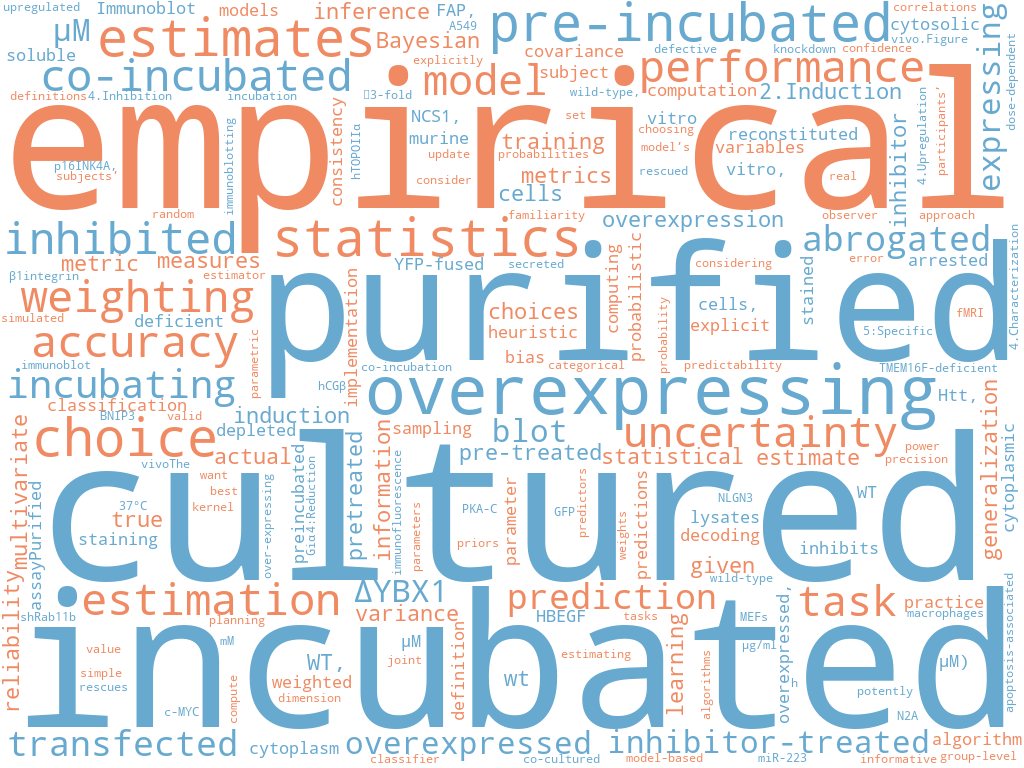 upregulated
Immunoblot
models
inference
FAP,
pre-incubated
correlations
µM
estimates
Bayesian
A549
cytosolic
expressing
vivo.Figure
soluble
explicitly
covariance
defective
knockdown
confidence
dose-dependent
co-incubated
model
subject
performance
definitions
4.Inhibition
incubation
3-fold
wild-type,
computation
2.Induction
empirical
consistency
hTOPOIIα
NCS1,
set
vitro
choosing
reconstituted
inhibitor
4.Upregulation
participants'
immunoblotting
murine
training
model's
variables
p16INK4A,
update
probabilities
metrics
rescued
vitro,
real
subjects
consider
cells
random
familiarity
overexpression
observer
approach
inhibited
statistics
purified
abrogated
metric
measures
YFP-fused
secreted
computing
probabilistic
considering
stained
error
arrested
4.Characterization
β1integrin
estimator
implementation
weighting
choices
cells,
probability
fMRI
simulated
deficient
heuristic
explicit
5:Specific
accuracy
parametric
bias
categorical
predictability
immunoblot
co-incubation
TMEM16F-deficient
incubating
hCGβ
overexpressing
Htt,
classification
BNIP3
valid
induction
generalization
choice
depleted
sampling
blot
uncertainty
multivariate
actual
pretreated
information
pre-treated
statistical
estimate
power
precision
cytoplasmic
vivoThe
cultured
want
preincubated
Giα4:Reduction
immunofluorescence
assayPurified
37°C
best
over-expressing
parameters
PKA-C
parameter
GFP
predictors
predictions
NLGN3
WT
true
kernel
weights
lysates
staining
priors
decoding
inhibits
given
wild-type
reliability
estimation
ΔYBX1
prediction
task
practice
apoptosis-associated
shRab11b
planning
variance
HBEGF
tasks
learning
MEFs
overexpressed,
macrophages
incubated
value
mM
µM
definition
estimating
µg/ml
simple
WT,
joint
algorithms
µM)
rescues
compute
weighted
wt
h
potently
c-MYC
dimension
N2A
transfected
cytoplasm
overexpressed
inhibitor-treated
algorithm
classifier
co-cultured
model-based
miR-223
informative
group-level